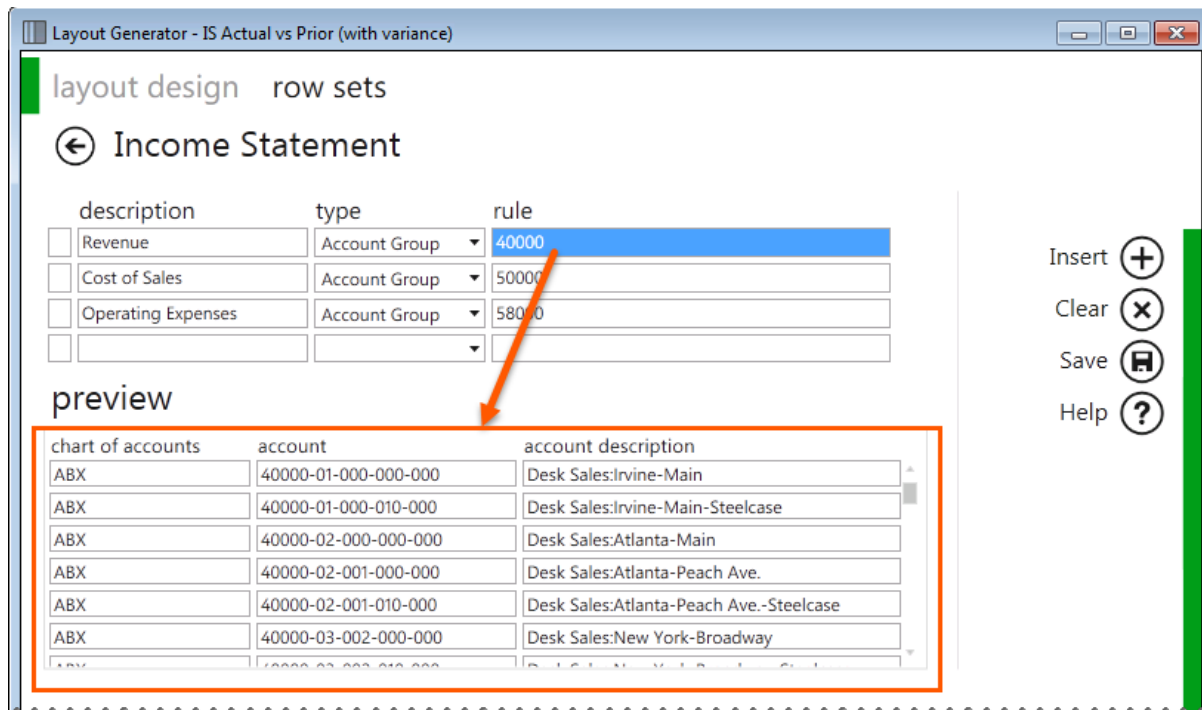 Layout Generator - IS Actual vs Prior (with variance)
layout design row sets
Income Statement
description type rule
Revenue Account Group 40000
Cost of Sales Account Group 50000
Operating Expenses Account Group 58000
Insert
Clear
Save
Help
preview
chart of accounts account account description
ABX 40000-01-000-000-000 Desk Sales:Irvine-Main
ABX 40000-01-000-010-000 Desk Sales:Irvine-Main-Steelcase
ABX 40000-02-000-000-000 Desk Sales:Atlanta-Main
ABX 40000-02-001-000-000 Desk Sales:Atlanta-Peach Ave.
ABX 40000-02-001-010-000 Desk Sales:Atlanta-Peach Ave.-Steelcase
ABX 40000-03-002-000-000 Desk Sales:New York-Broadway